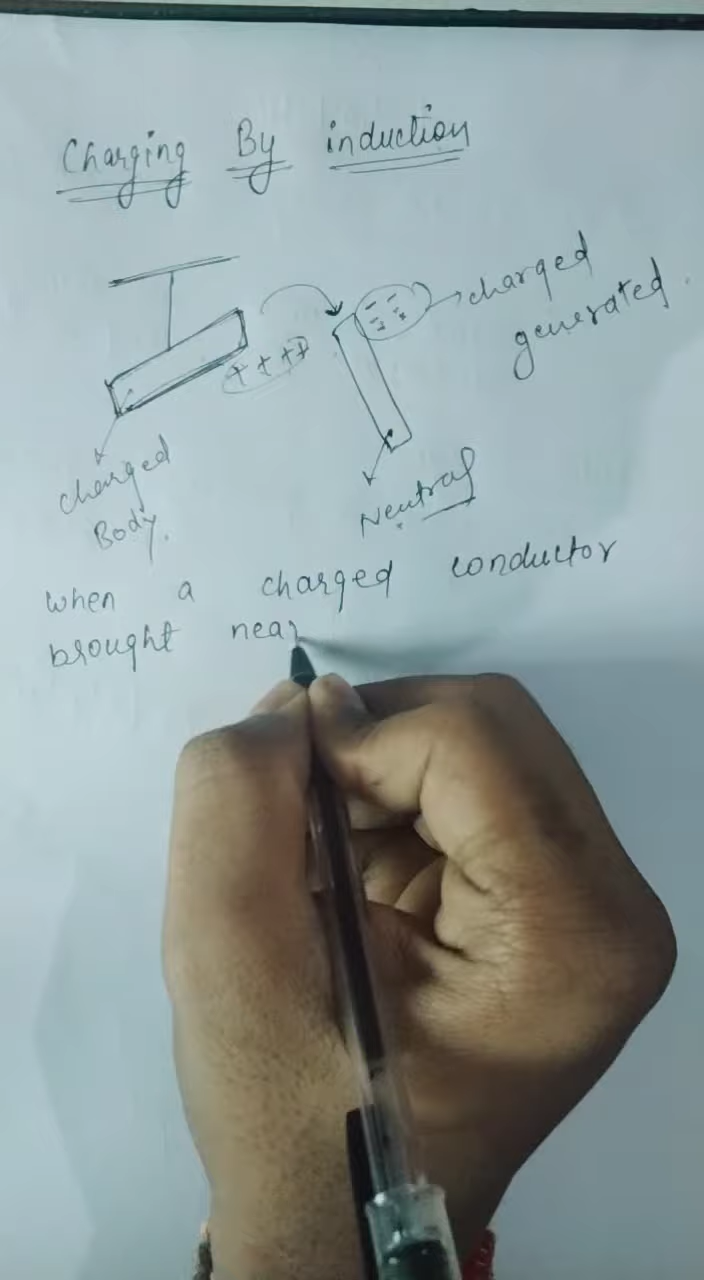 Charging By induction
+ + + +
- -
- -
charged
generated.
charged
Body.
Neutral
when a charged conductor
brought near